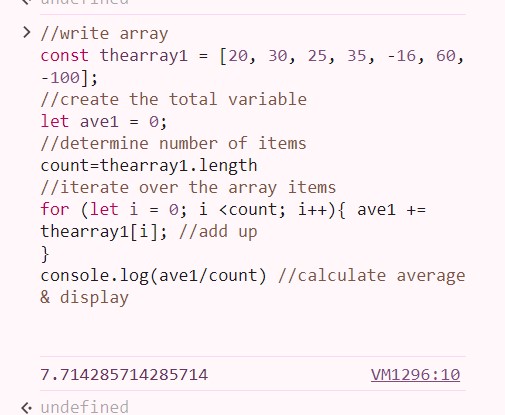 undefined
//write array
const thearray1 = [20, 30, 25, 35, -16, 60,
-100];
//create the total variable
let ave1 = 0;
//determine number of items
count=thearray1.length
//iterate over the array items
for (let i = 0; i <count; i++){ ave1 +=
thearray1[i]; //add up
}
console.log(ave1/count) //calculate average
& display
7.714285714285714 VM1296:10
undefined